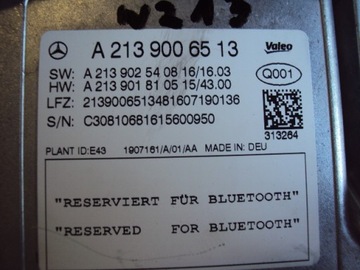 W213
A 213 900 65 13 Valeo
SW: A 213 902 54 08 16/16.03
HW: A 213 901 81 05 15/43.00
Q001
LFZ: 2139006513481607190136
S/N: C30810681615600950
313264
PLANT ID:E43 1907161/A/01/AA MADE IN: DEU
"RESERVIERT FÜR BLUETOOTH"
"RESERVED FOR BLUETOOTH"